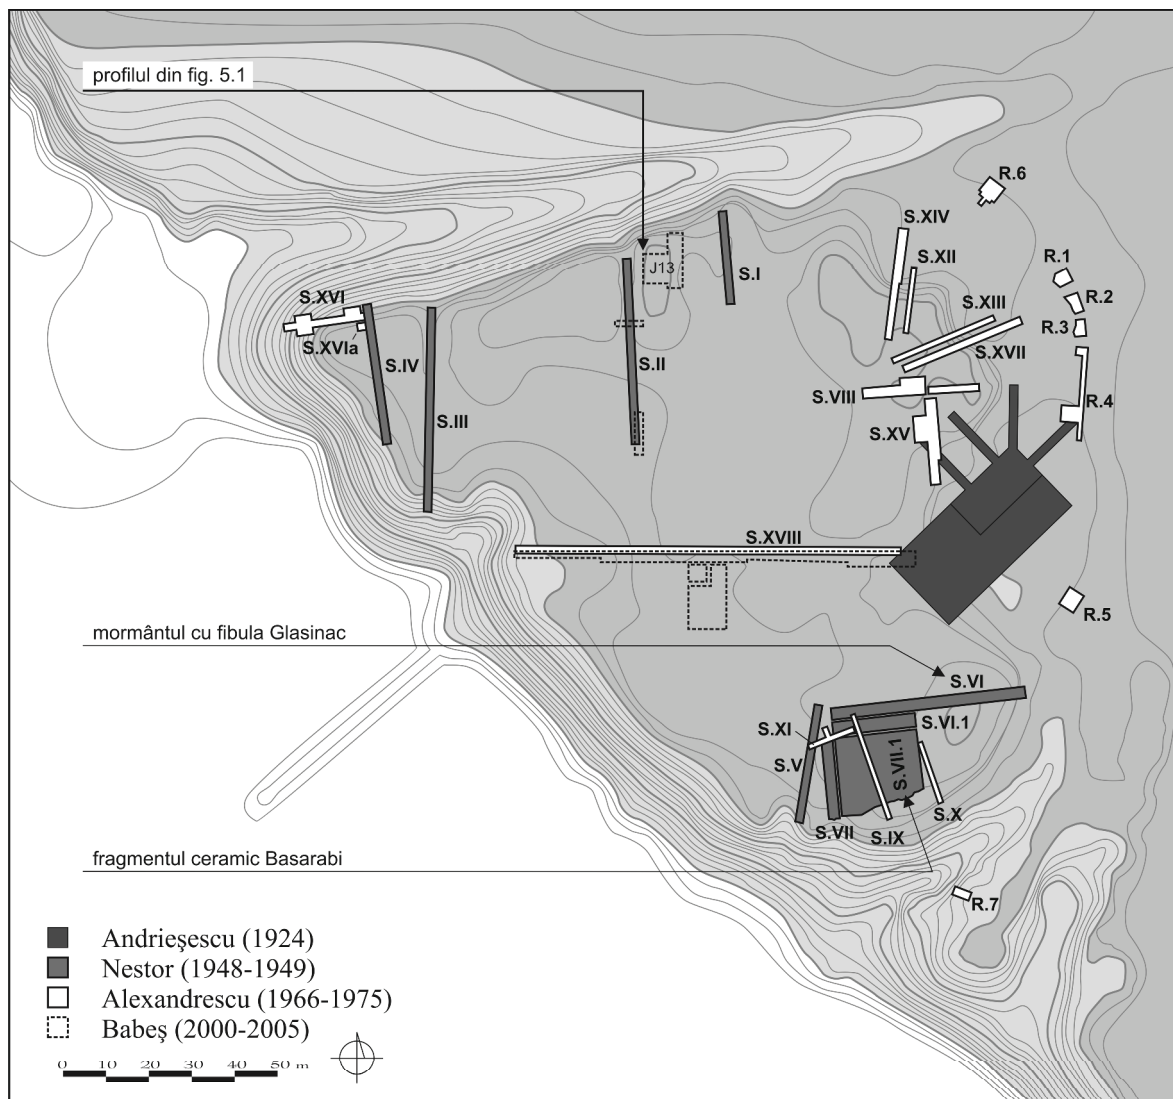 profilul din fig. 5.1
R.6
S.XIV
S.XII
R.1
J13
S.I
R.2
S.XVI
S.XIII
R.3
S.XVIa
S.XVII
S.IV
S.II
S.VIII
R.4
S.III
S.XV
S.XVIII
R.5
mormântul cu fibula Glasinac
S.VI
S.XI
S.VI.1
S.V
S.VII.1
S.X
S.VII
S.IX
fragmentul ceramic Basarabi
R.7
Andrieşescu (1924)
Nestor (1948-1949)
Alexandrescu (1966-1975)
Babeş (2000-2005)
0 10 20 30 40 50 m